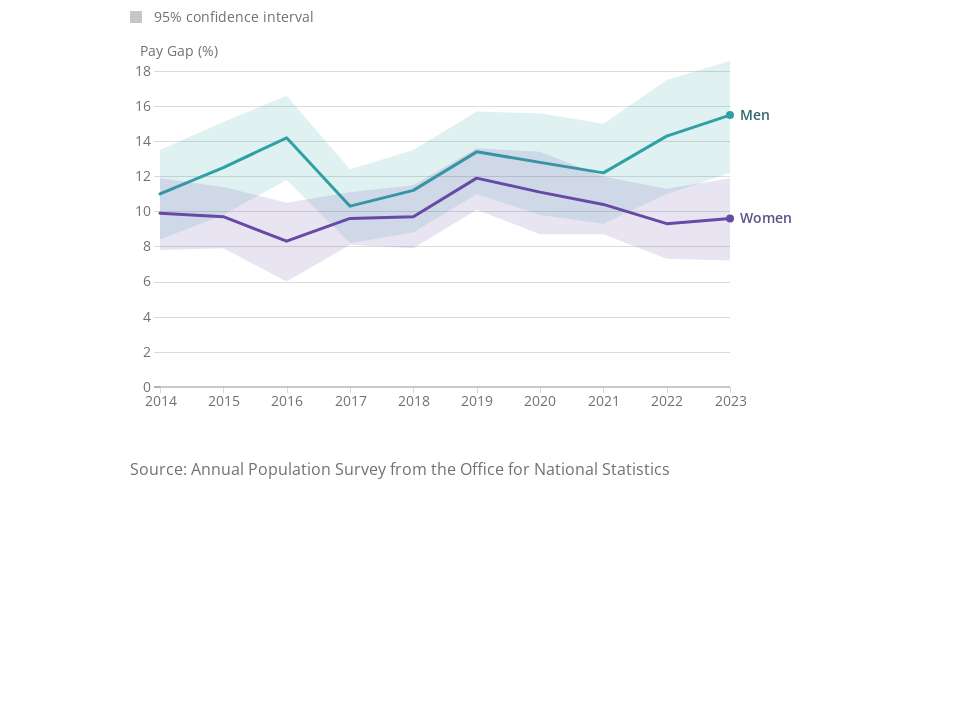 95% confidence interval
Pay Gap (%)
18
16
14
12
10
8
6
4
2
0
Men
Women
2014 2015 2016 2017 2018 2019 2020 2021 2022 2023
Source: Annual Population Survey from the Office for National Statistics